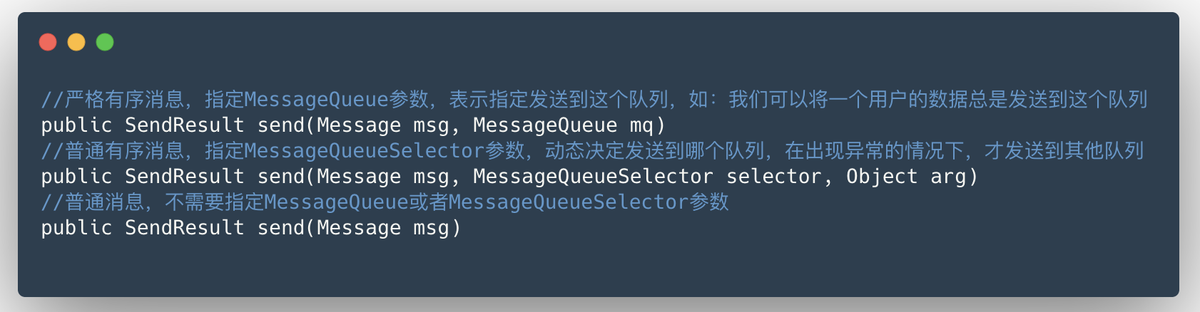 //严格有序消息，指定MessageQueue参数，表示指定发送到这个队列，如：我们可以将一个用户的数据总是发送到这个队列
public SendResult send(Message msg, MessageQueue mq)
//普通有序消息，指定MessageQueueSelector参数，动态决定发送到哪个队列，在出现异常的情况下，才发送到其他队列
public SendResult send(Message msg, MessageQueueSelector selector, Object arg)
//普通消息，不需要指定MessageQueue或者MessageQueueSelector参数
public SendResult send(Message msg)